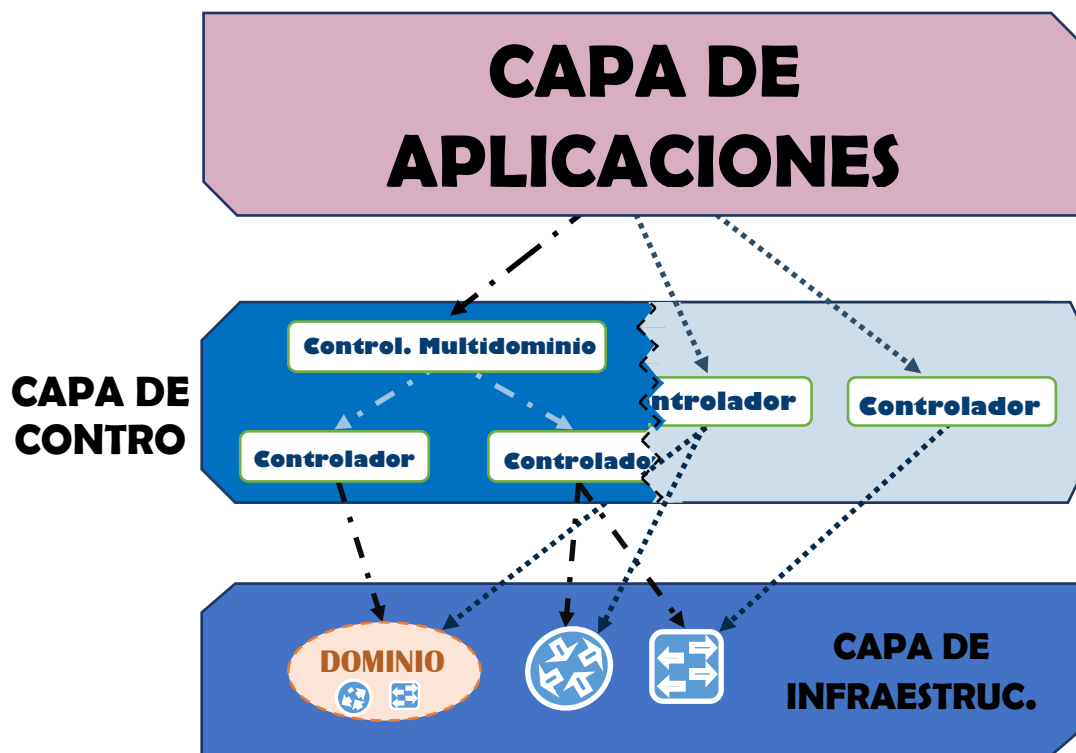 CAPA DE
APLICACIONES
Control. Multidominio
CAPA DE
CONTRO
ntrolador
Controlador
Controlador
Controlado
DOMINIO
CAPA DE
INFRAESTRUC.